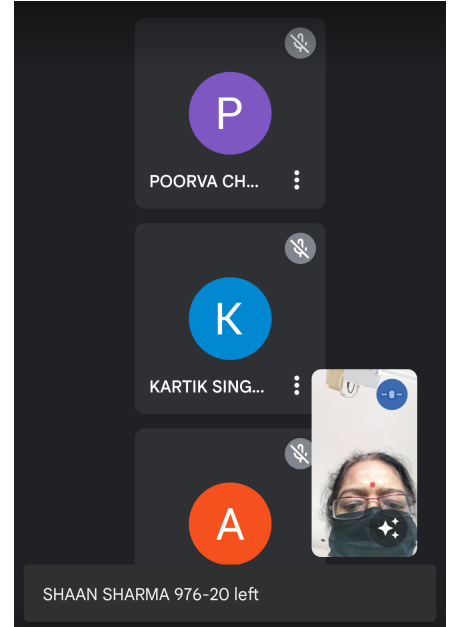 P
POORVA CH...
K
KARTIK SING...
A
SHAAN SHARMA 976-20 left